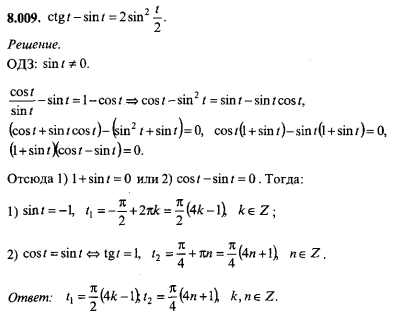 8.009. ctg t – sin t = 2 sin² t/2.
Решение.
ОДЗ: sin t ≠ 0.
cos t/sin t – sin t = 1 – cos t ⇒ cos t – sin² t = sin t – sin t cos t,
(cos t + sin t cos t) – (sin² t + sin t) = 0, cos t(1 + sin t) – sin t(1 + sin t) = 0,
(1 + sin t)(cos t – sin t) = 0.
Отсюда 1) 1 + sin t = 0 или 2) cos t – sin t = 0. Тогда:
1) sin t = –1, t₁ = –π/2 + 2πk = π/2(4k – 1), k ∈ Z;
2) cos t = sin t ⇔ tg t = 1, t₂ = π/4 + πn = π/4(4n + 1), n ∈ Z.
Ответ: t₁ = π/2(4k – 1); t₂ = π/4(4n + 1), k, n ∈ Z.